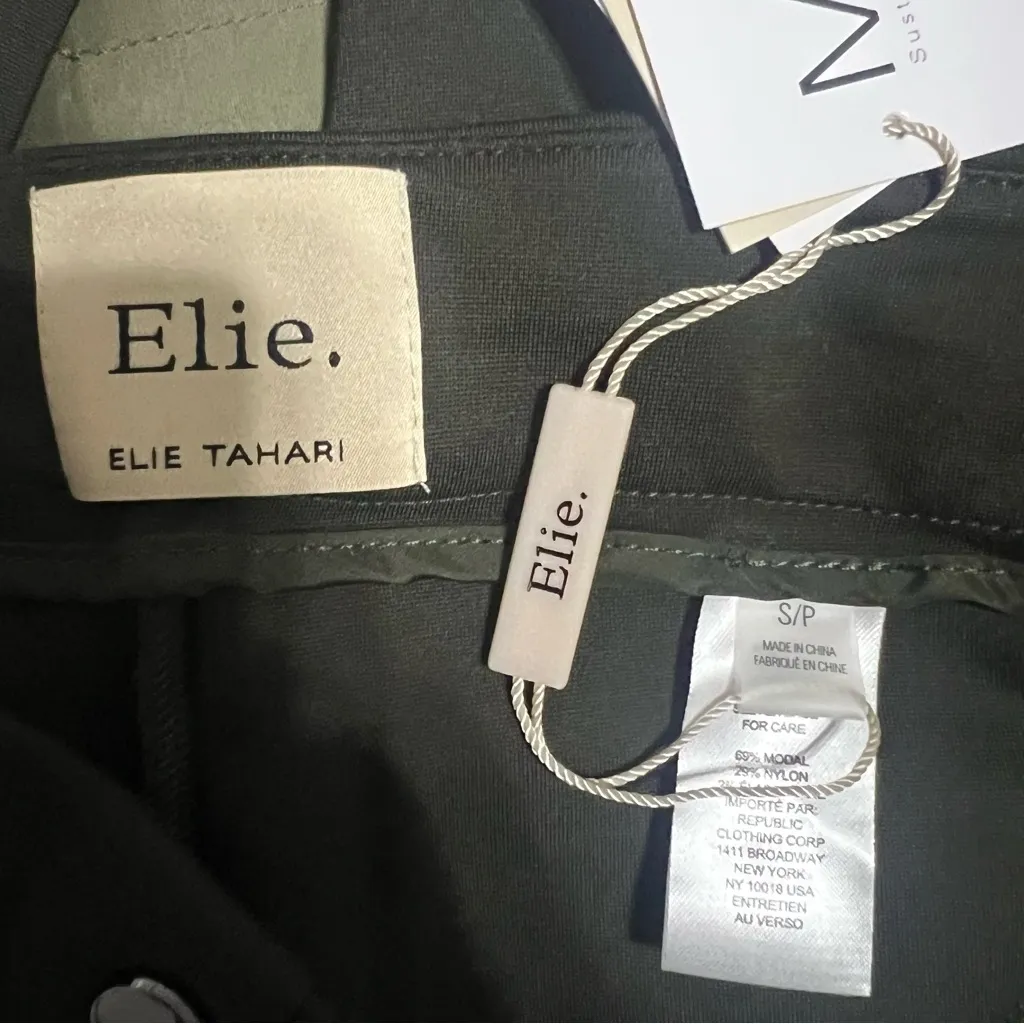 Elie.
ELIE TAHARI
M
Sus
Elie.
S/P
MADE IN CHINA
FABRIQUÉ EN CHINE
FOR CARE
69% MODAL
29% NYLON
IMPORTÉ PAR:
REPUBLIC
CLOTHING CORP
1411 BROADWAY
NEW YORK
NY 10018 USA
ENTRETIEN
AU VERSO